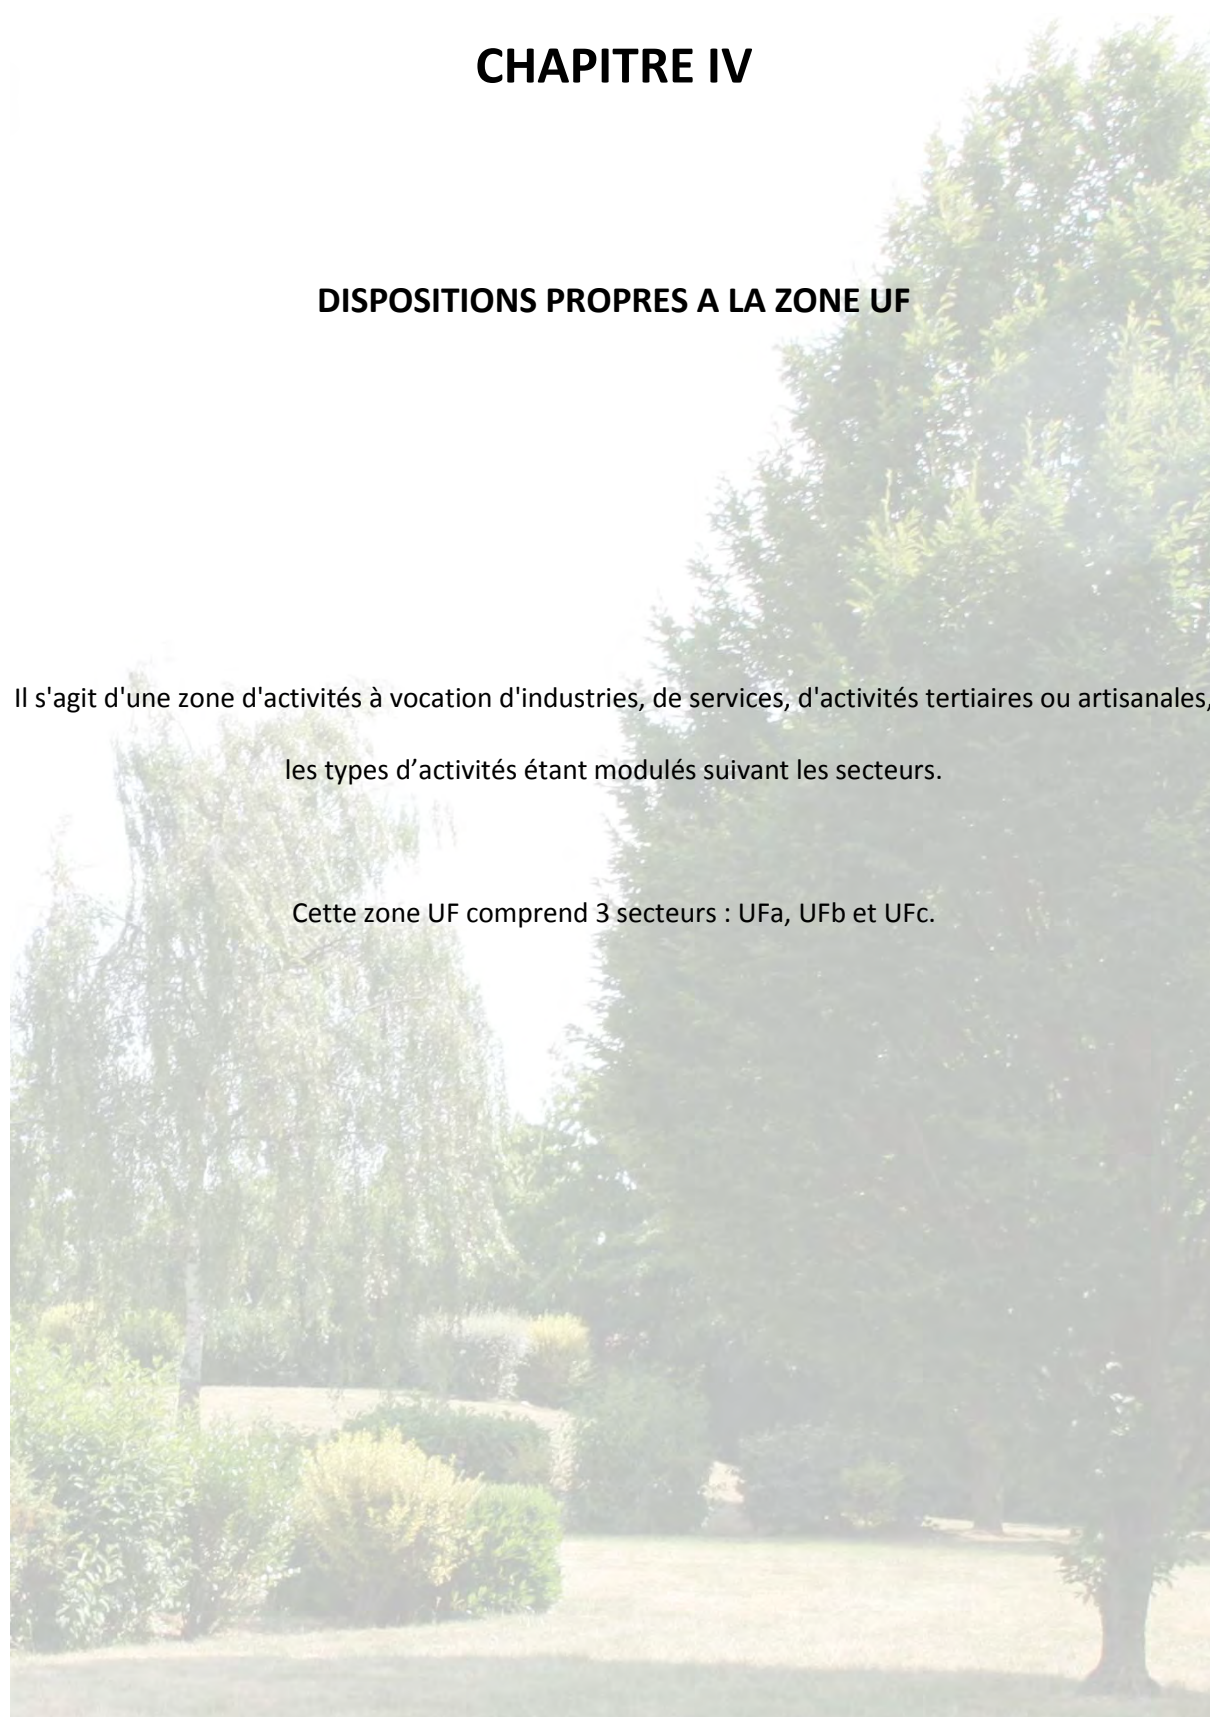 CHAPITRE IV
DISPOSITIONS PROPRES A LA ZONE UF
Il s'agit d'une zone d'activités à vocation d'industries, de services, d'activités tertiaires ou artisanales,
les types d’activités étant modulés suivant les secteurs.
Cette zone UF comprend 3 secteurs : UFa, UFb et UFc.